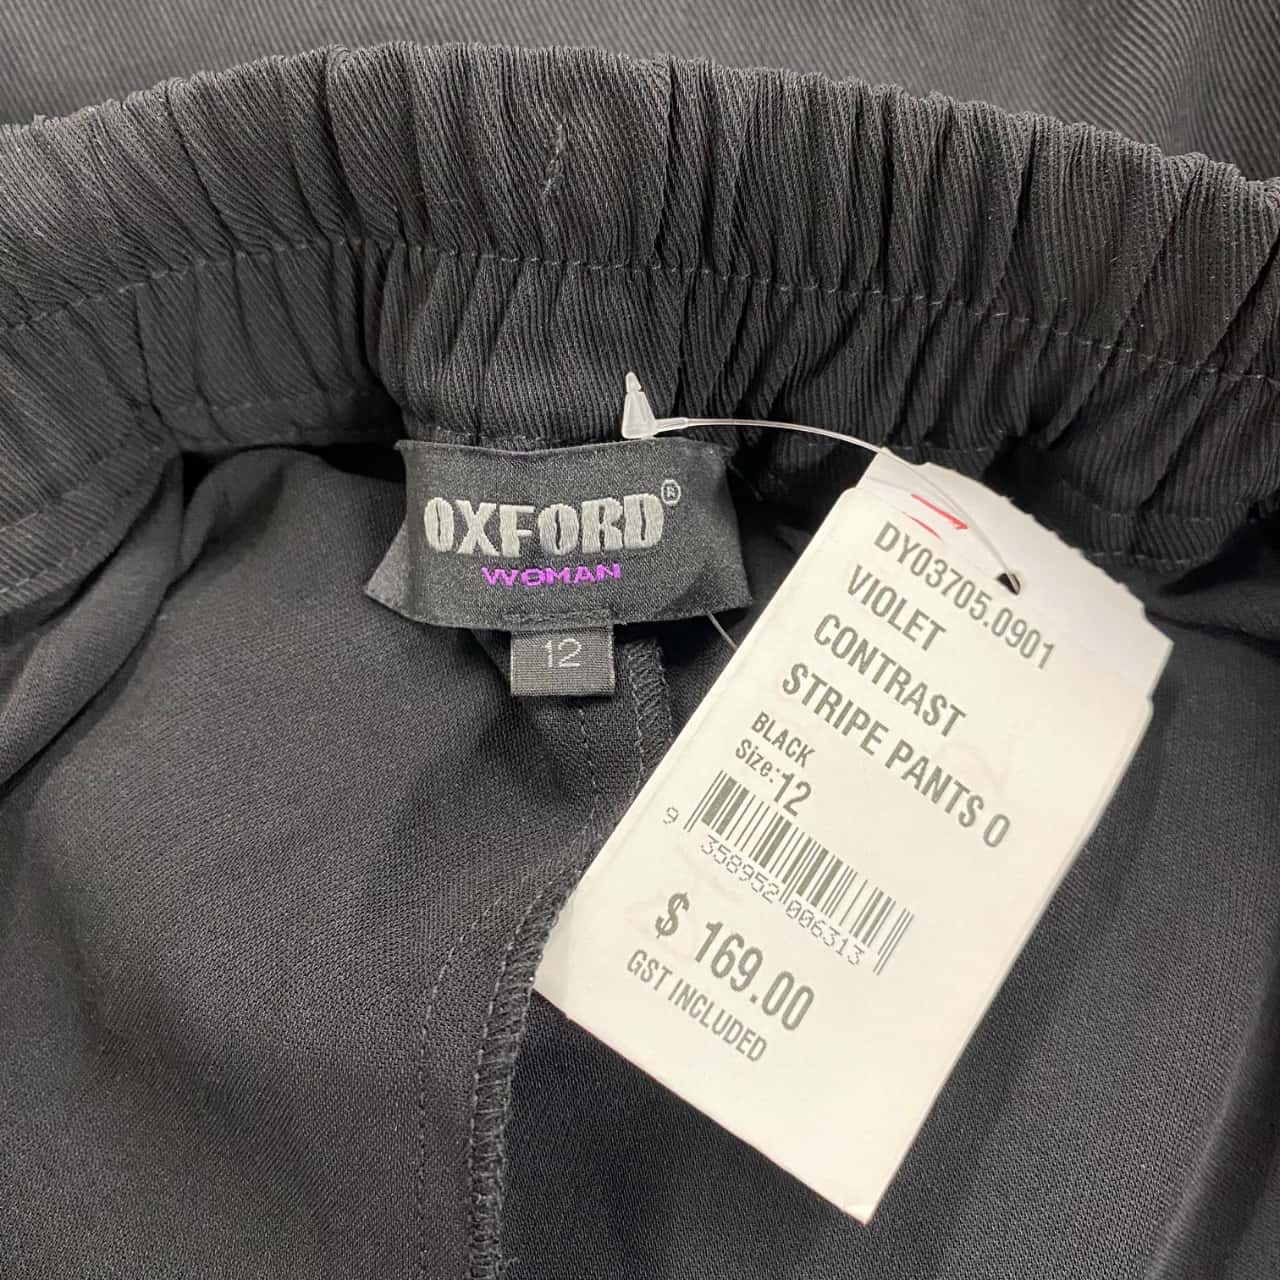 OXFORD®
WOMAN
12
DY03705.0901
VIOLET
CONTRAST
STRIPE PANTS O
BLACK
Size:12
9 358952 006313
$ 169.00
GST INCLUDED